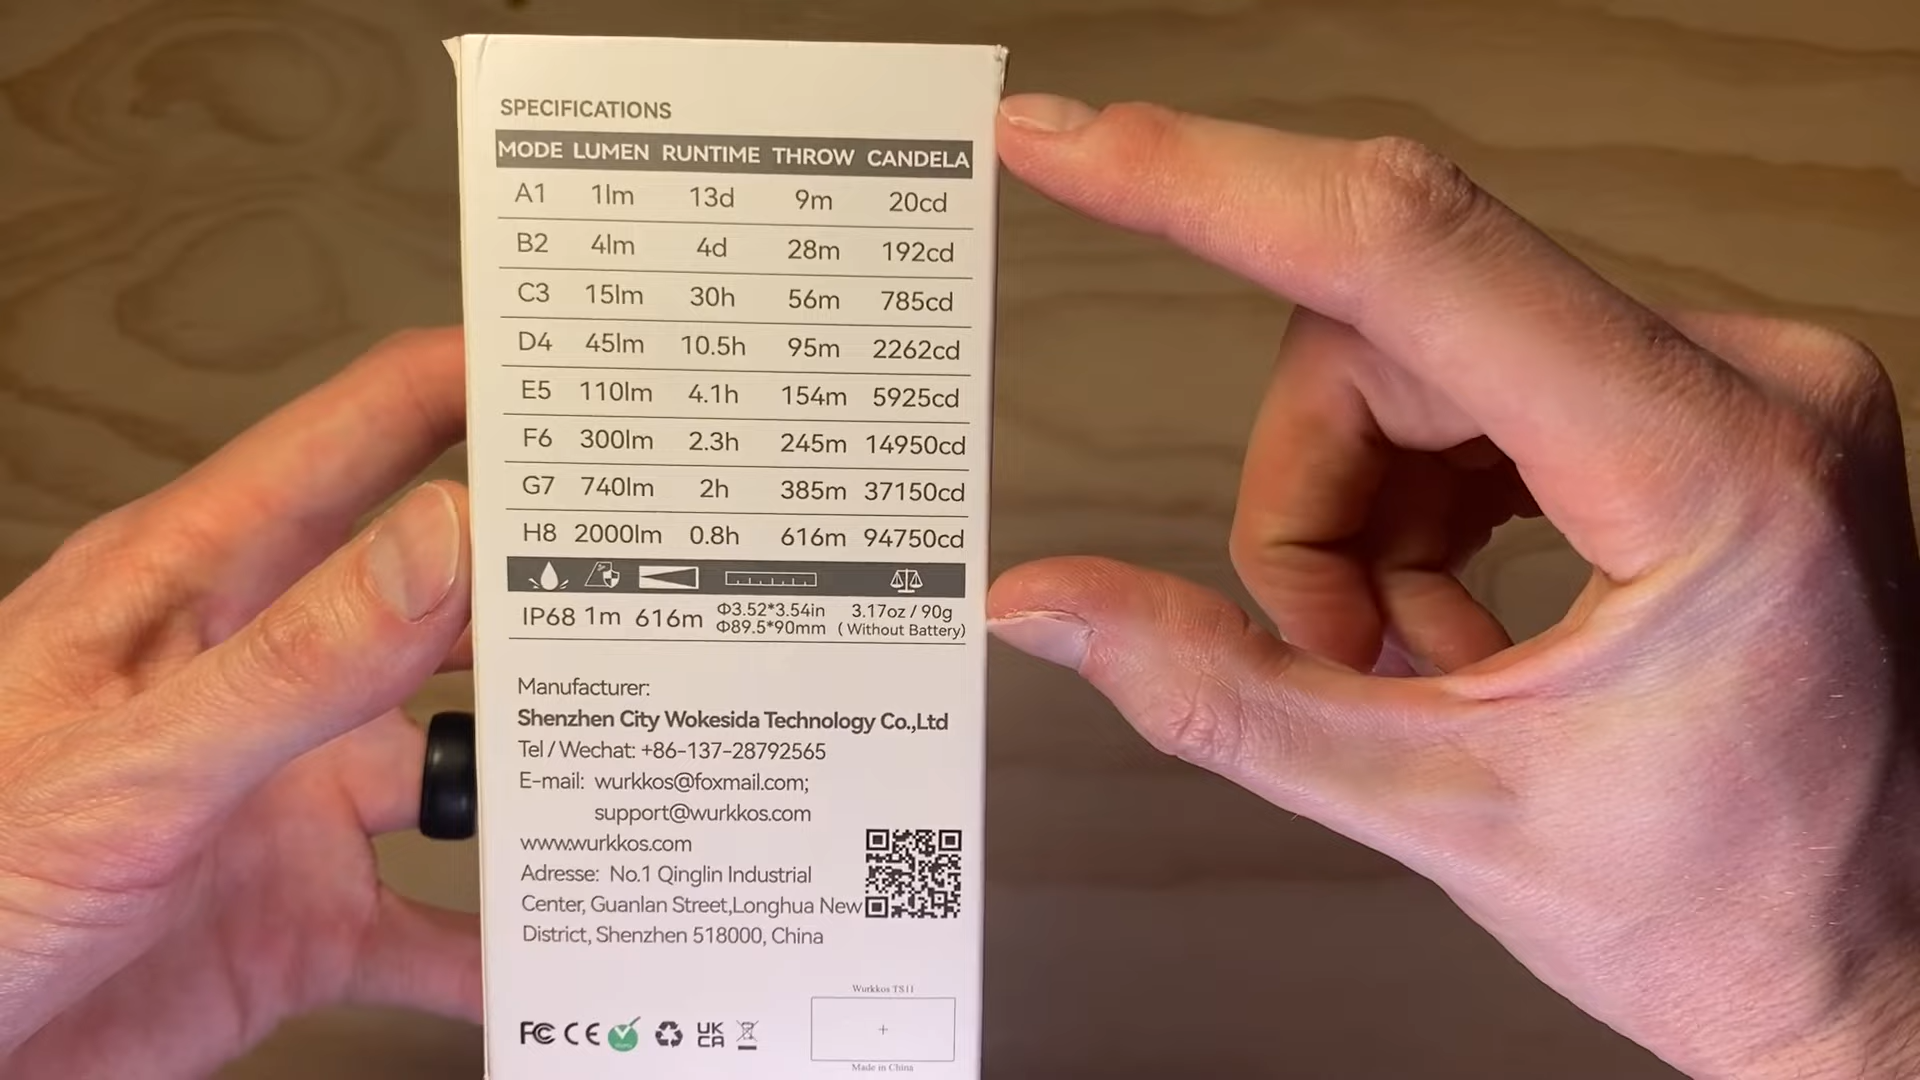 SPECIFICATIONS
MODE LUMEN RUNTIME THROW CANDELA
A1 1lm 13d 9m 20cd
B2 4lm 4d 28m 192cd
C3 15lm 30h 56m 785cd
D4 45lm 10.5h 95m 2262cd
E5 110lm 4.1h 154m 5925cd
F6 300lm 2.3h 245m 14950cd
G7 740lm 2h 385m 37150cd
H8 2000lm 0.8h 616m 94750cd
IP68 1m 616m Φ3.52*3.54in 3.17oz / 90g
Φ89.5*90mm ( Without Battery)
Manufacturer:
Shenzhen City Wokesida Technology Co.,Ltd
Tel / Wechat: +86-137-28792565
E-mail: wurkkos@foxmail.com;
support@wurkkos.com
www.wurkkos.com
Adresse: No.1 Qinglin Industrial
Center, Guanlan Street,Longhua New
District, Shenzhen 518000, China
Wurkkos TS11
FC CE UK
CA
Made in China